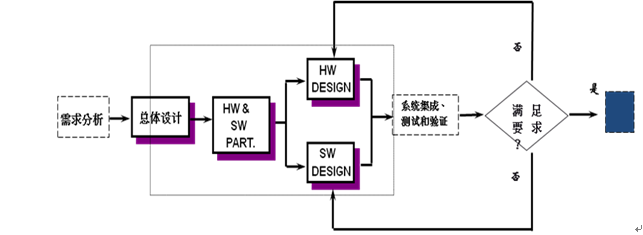 需求分析
总体设计
HW &
SW
PART.
HW
DESIGN
SW
DESIGN
系统集成、
测试和验证
满足
要求
?
否
否
是